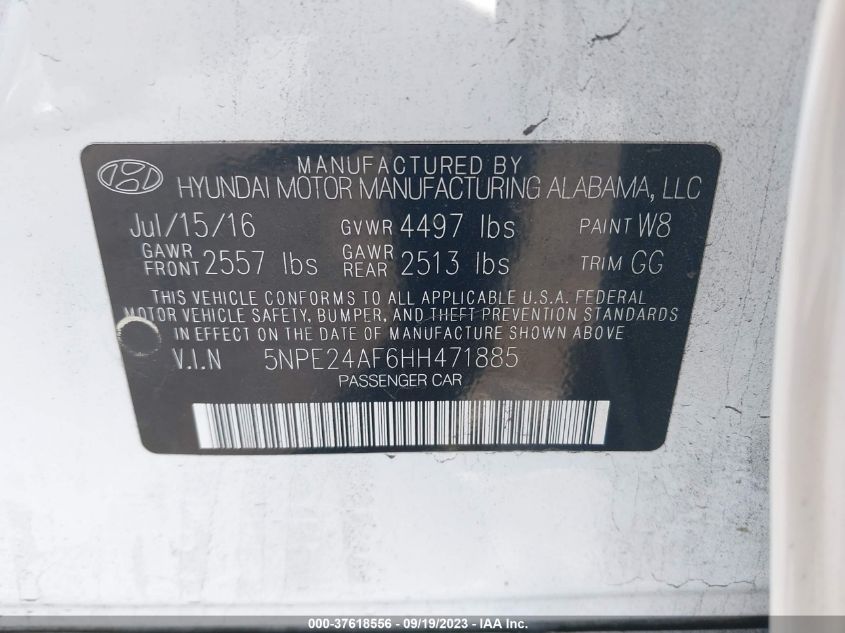 MANUFACTURED BY
HYUNDAI MOTOR MANUFACTURING ALABAMA, LLC
Jul/15/16 GVWR 4497 lbs PAINT W8
GAWR FRONT 2557 lbs GAWR REAR 2513 lbs TRIM GG
THIS VEHICLE CONFORMS TO ALL APPLICABLE U.S.A. FEDERAL
MOTOR VEHICLE SAFETY, BUMPER, AND THEFT PREVENTION STANDARDS
IN EFFECT ON THE DATE OF MANUFACTURE SHOWN ABOVE.
V.I.N 5NPE24AF6HH471885
PASSENGER CAR
000-37618556 - 09/19/2023 - IAA Inc.